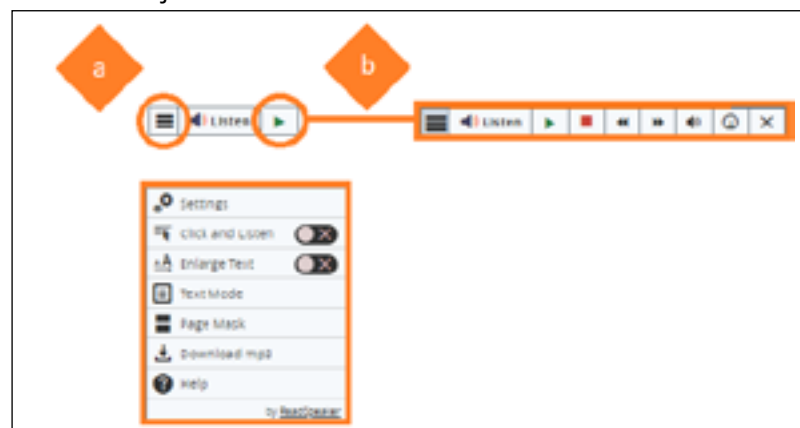 a
b
Listen
Listen
Settings
Click and Listen
Enlarge Text
Text Mode
Page Mask
Download mp3
Help
by ReadSpeaker